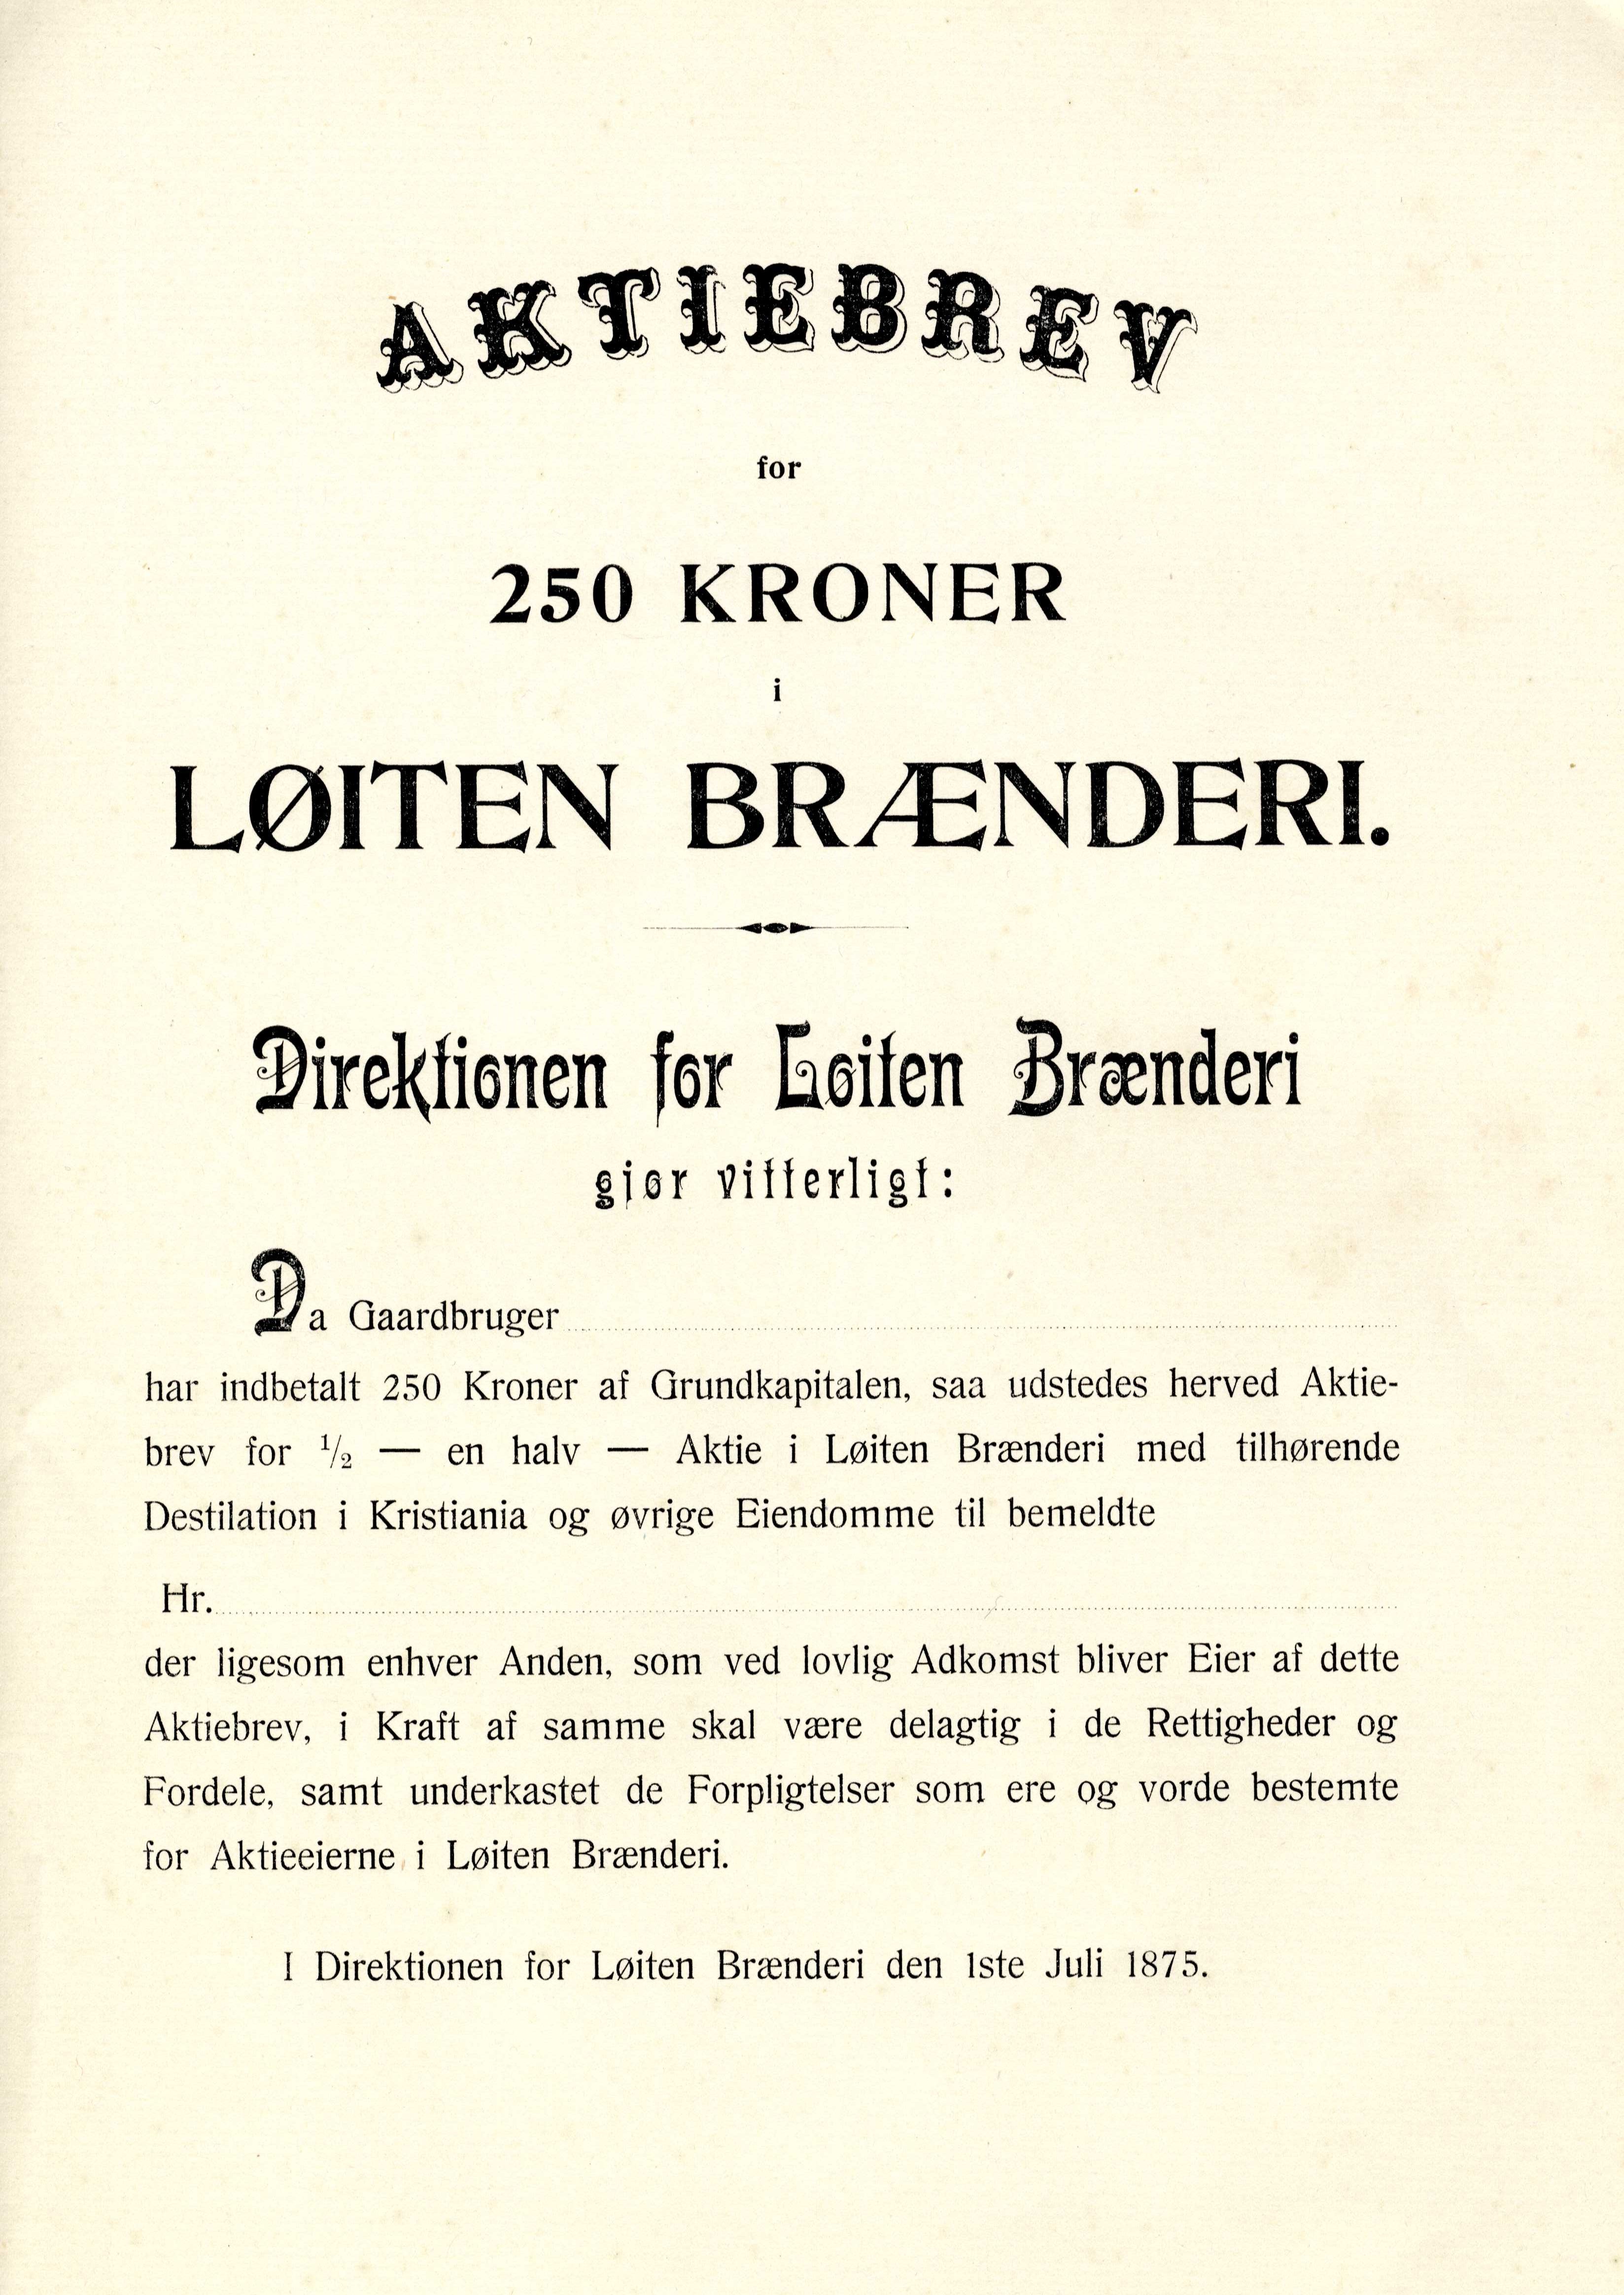 AKTIEBREV
for
250 KRONER
i
LØITEN BRÆNDERI.
Direktionen for Løiten Brænderi
gjør vitterligt:
Da Gaardbruger
har indbetalt 250 Kroner af Grundkapitalen, saa udstedes herved Aktie-
brev for ½ — en halv — Aktie i Løiten Brænderi med tilhørende
Destilation i Kristiania og øvrige Eiendomme til bemeldte
Hr.
der ligesom enhver Anden, som ved lovlig Adkomst bliver Eier af dette
Aktiebrev, i Kraft af samme skal være delagtig i de Rettigheder og
Fordele, samt underkastet de Forpligtelser som ere og vorde bestemte
for Aktieeierne i Løiten Brænderi.
I Direktionen for Løiten Brænderi den 1ste Juli 1875.